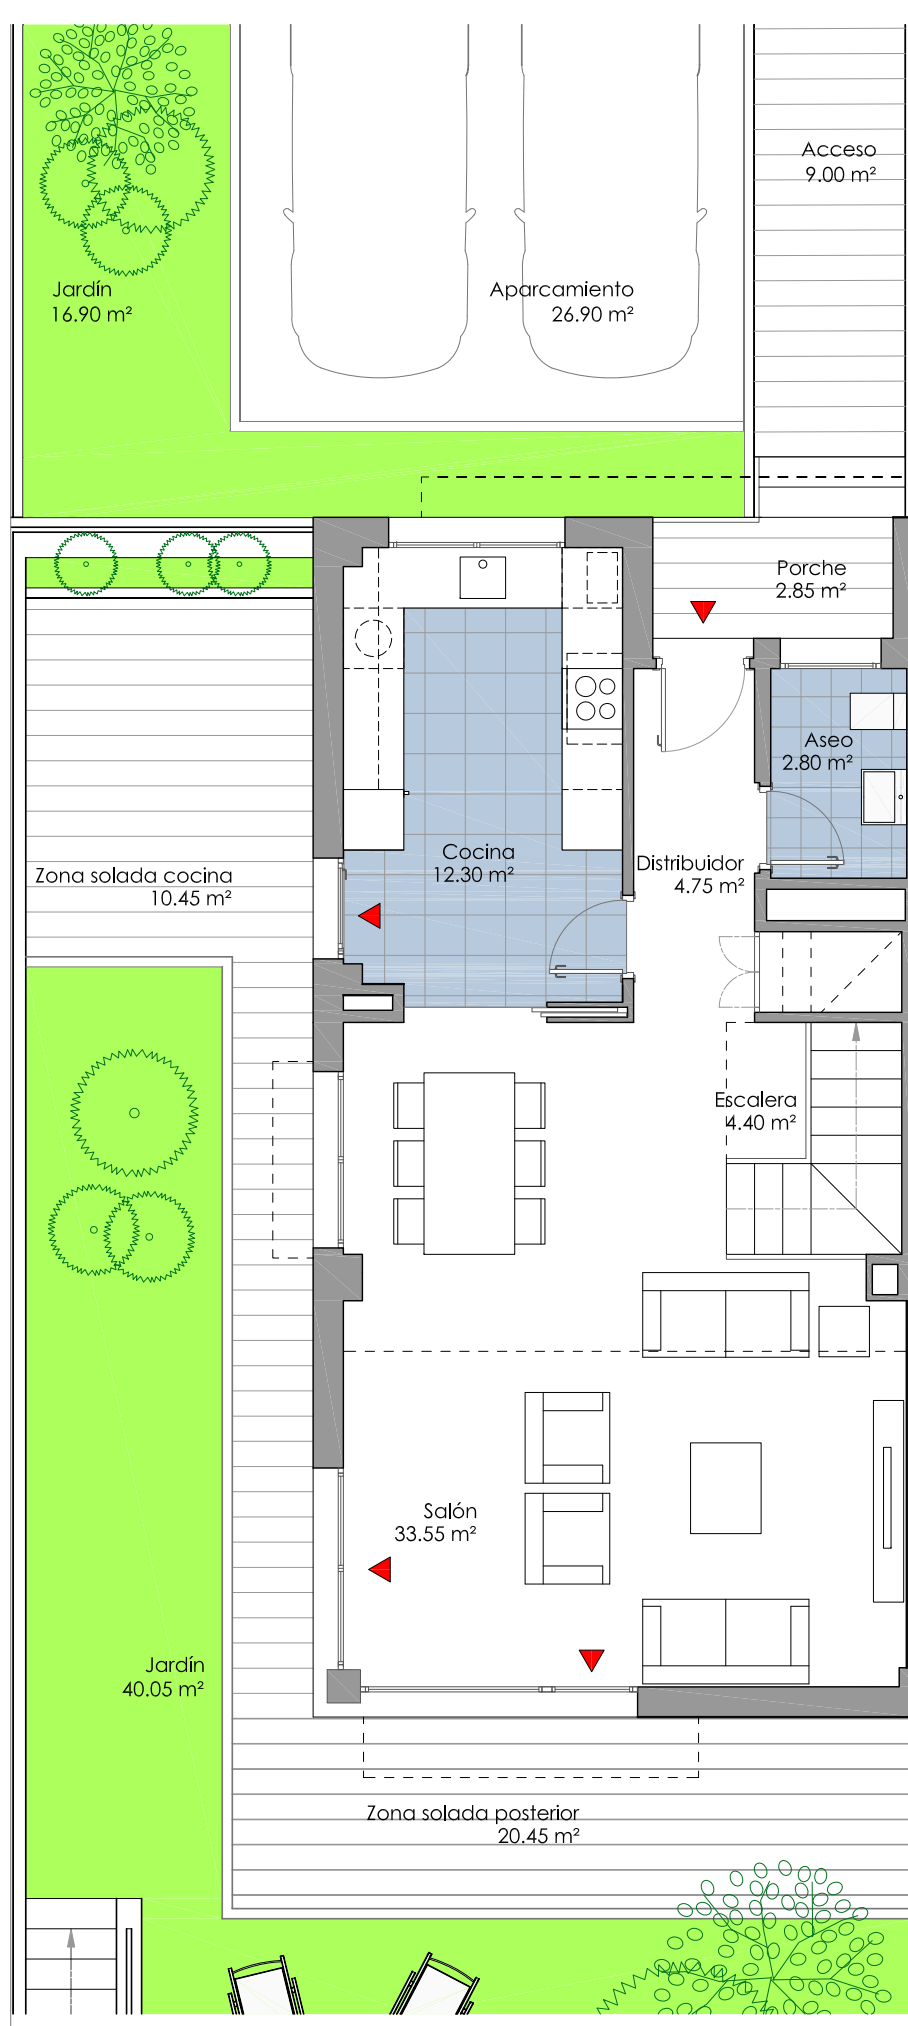 Acceso
9.00 m²
Jardín
16.90 m²
Aparcamiento
26.90 m²
Porche
2.85 m²
Aseo
2.80 m²
Cocina
12.30 m²
Distribuidor
4.75 m²
Zona solada cocina
10.45 m²
Escalera
4.40 m²
Salón
33.55 m²
Jardín
40.05 m²
Zona solada posterior
20.45 m²